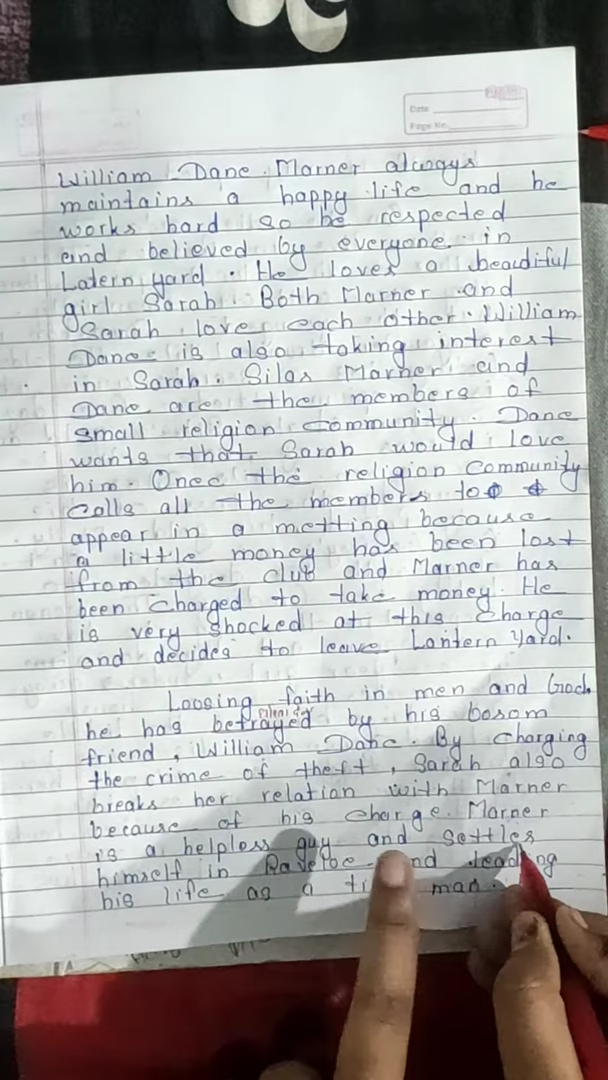 Date
Page No.
William Dane. Marner always
maintains a happy life and he
works hard so he respected
and believed by everyone in
Latern yard. He loves a beautiful
girl Sarah. Both Marner and
Sarah love each other. William
Dane is also taking interest
in Sarah. Silas Marner and
Dane are the members of
small religion community. Dane
wants that Sarah would love
him. Once the religion community
calls all the members to
appear in a metting because
a little money has been lost
from the club and Marner has
been charged to take money. He
is very shocked at this charge
and decides to leave Lantern yard.
Loosing faith in men and God.
he has betrayed by his bosom
friend, William Dane. By charging
the crime of theft, Sarah also
breaks her relation with Marner
because of his charge. Marner
is a helpless guy and settles
himself in and leading
his life as a man.